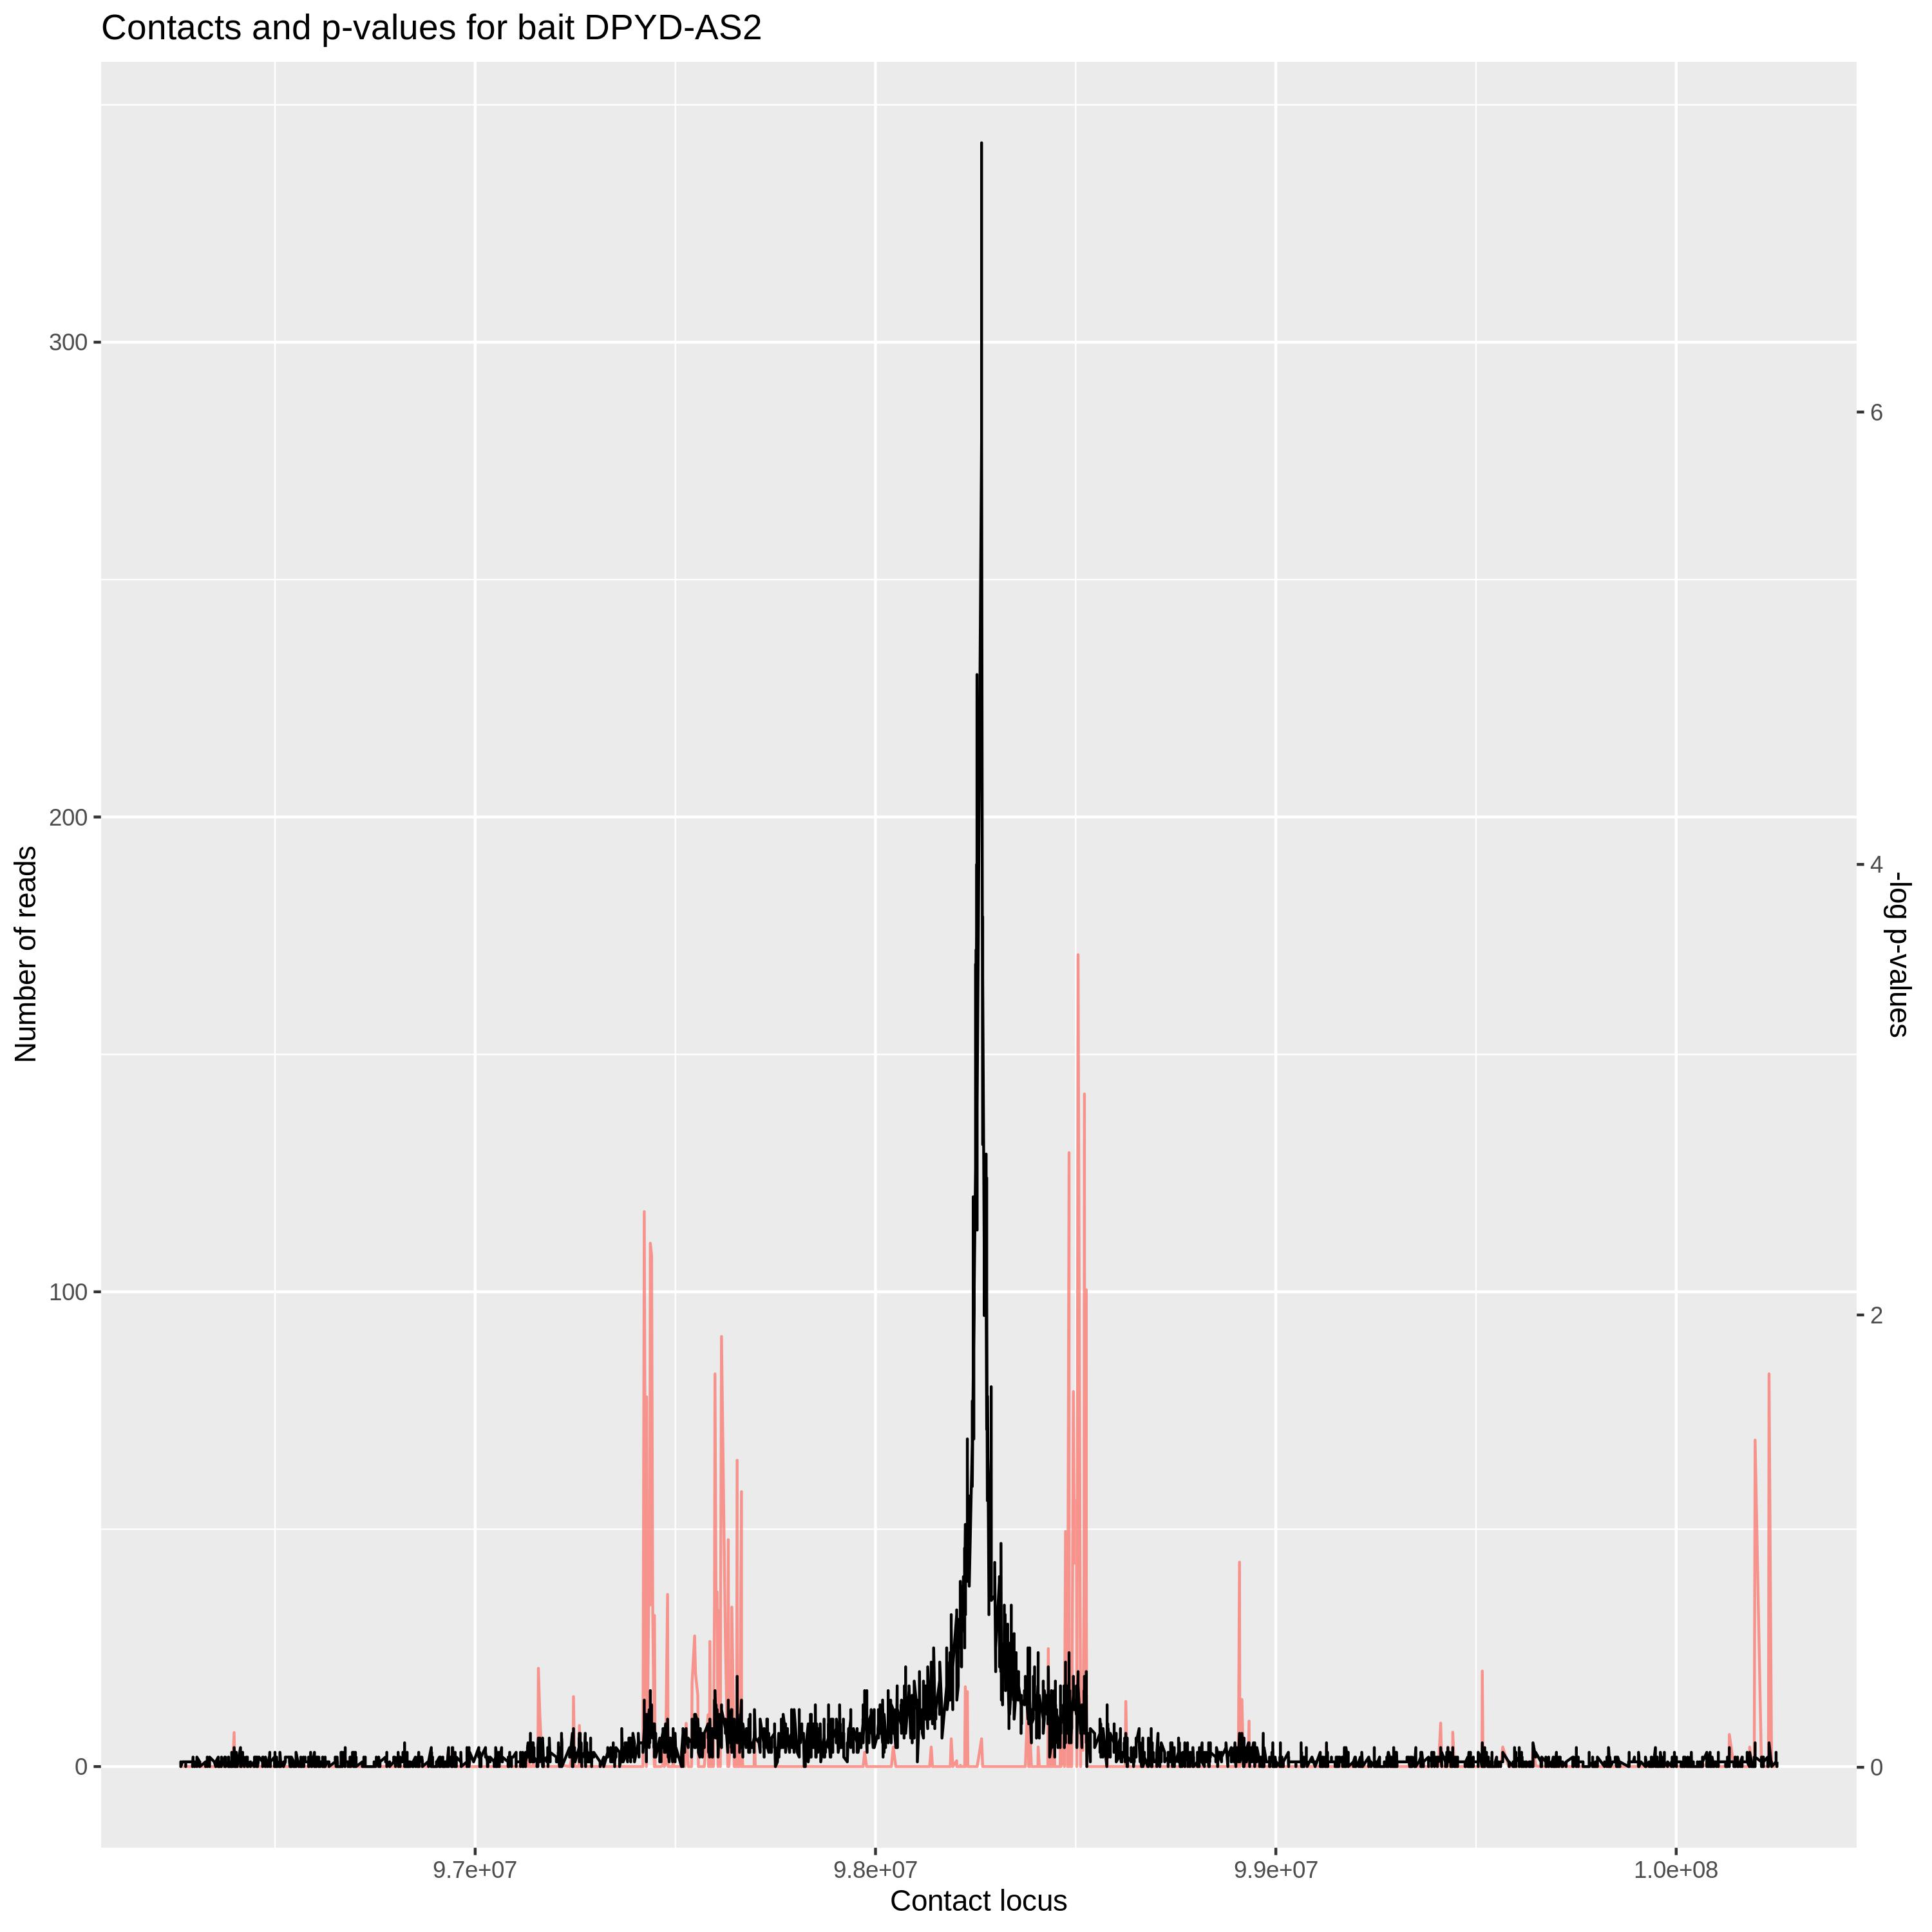 Contacts and p-values for bait DPYD-AS2
Number of reads
300
200
100
0
6
4
2
0
-log p-values
9.7e+07
9.8e+07
9.9e+07
1.0e+08
Contact locus